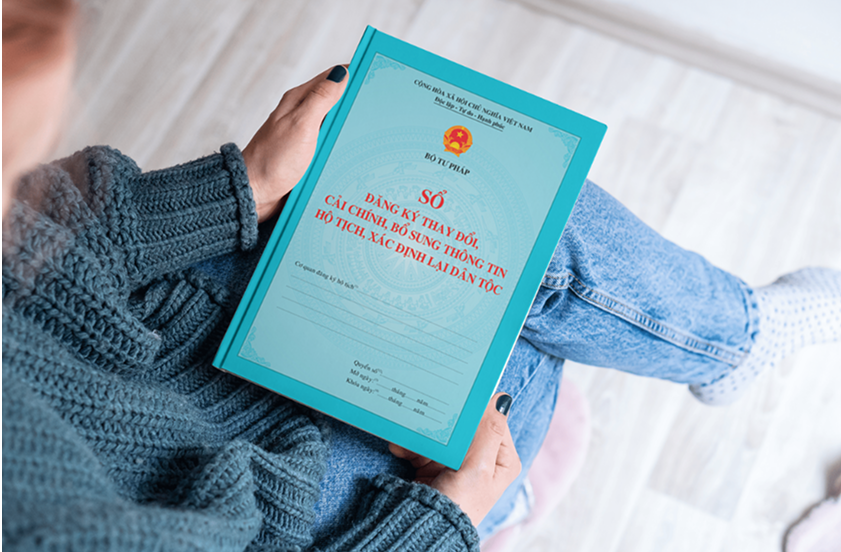 CỘNG HÒA XÃ HỘI CHỦ NGHĨA VIỆT NAM
Độc lập - Tự do - Hạnh phúc
BỘ TƯ PHÁP
SỔ
ĐĂNG KÝ THAY ĐỔI,
CẢI CHÍNH, BỔ SUNG THÔNG TIN
HỘ TỊCH, XÁC ĐỊNH LẠI DÂN TỘC
Cơ quan đăng ký hộ tịch
Quyển số
Mở ngày: tháng năm
Khóa ngày: tháng năm